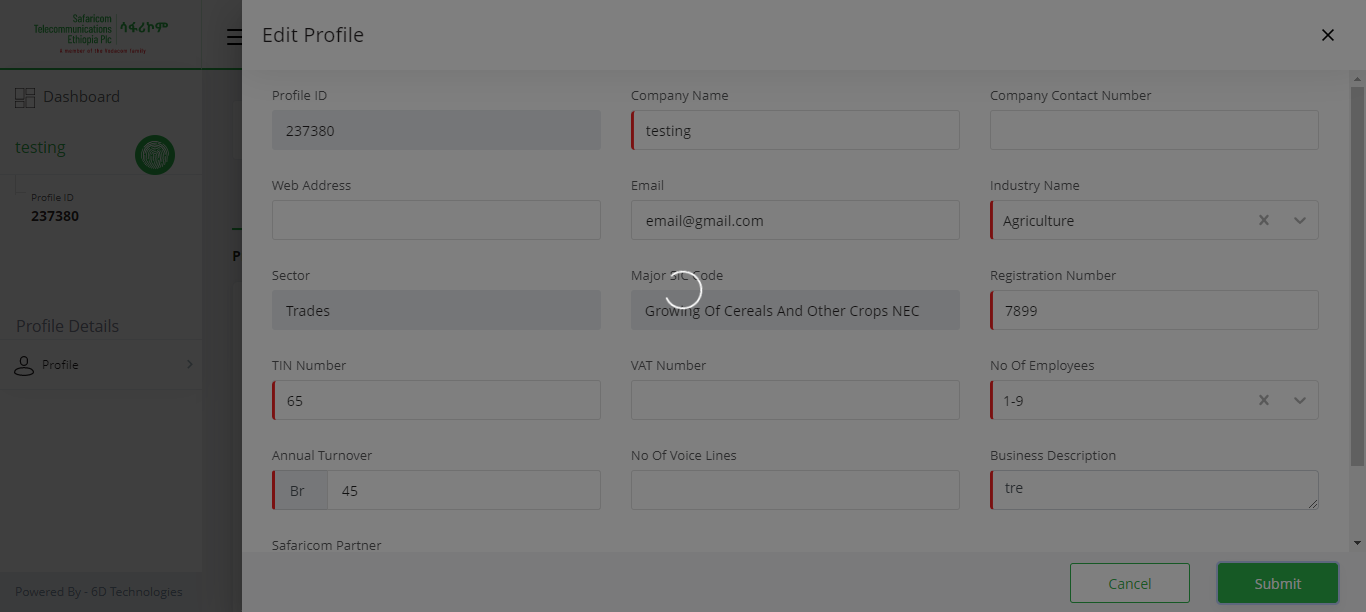 Safaricom
Telecommunications
Ethiopia Plc
ሳፋሪኮም
A member of the Vodacom family
Edit Profile
Dashboard
testing
Profile ID
237380
Profile Details
Profile
Powered By - 6D Technologies
P
Profile ID
Company Name
Company Contact Number
237380
testing
Web Address
Email
Industry Name
email@gmail.com
Agriculture
Sector
Major SIC Code
Registration Number
Trades
Growing Of Cereals And Other Crops NEC
7899
TIN Number
VAT Number
No Of Employees
65
1-9
Annual Turnover
No Of Voice Lines
Business Description
Br
45
tre
Safaricom Partner
Cancel
Submit